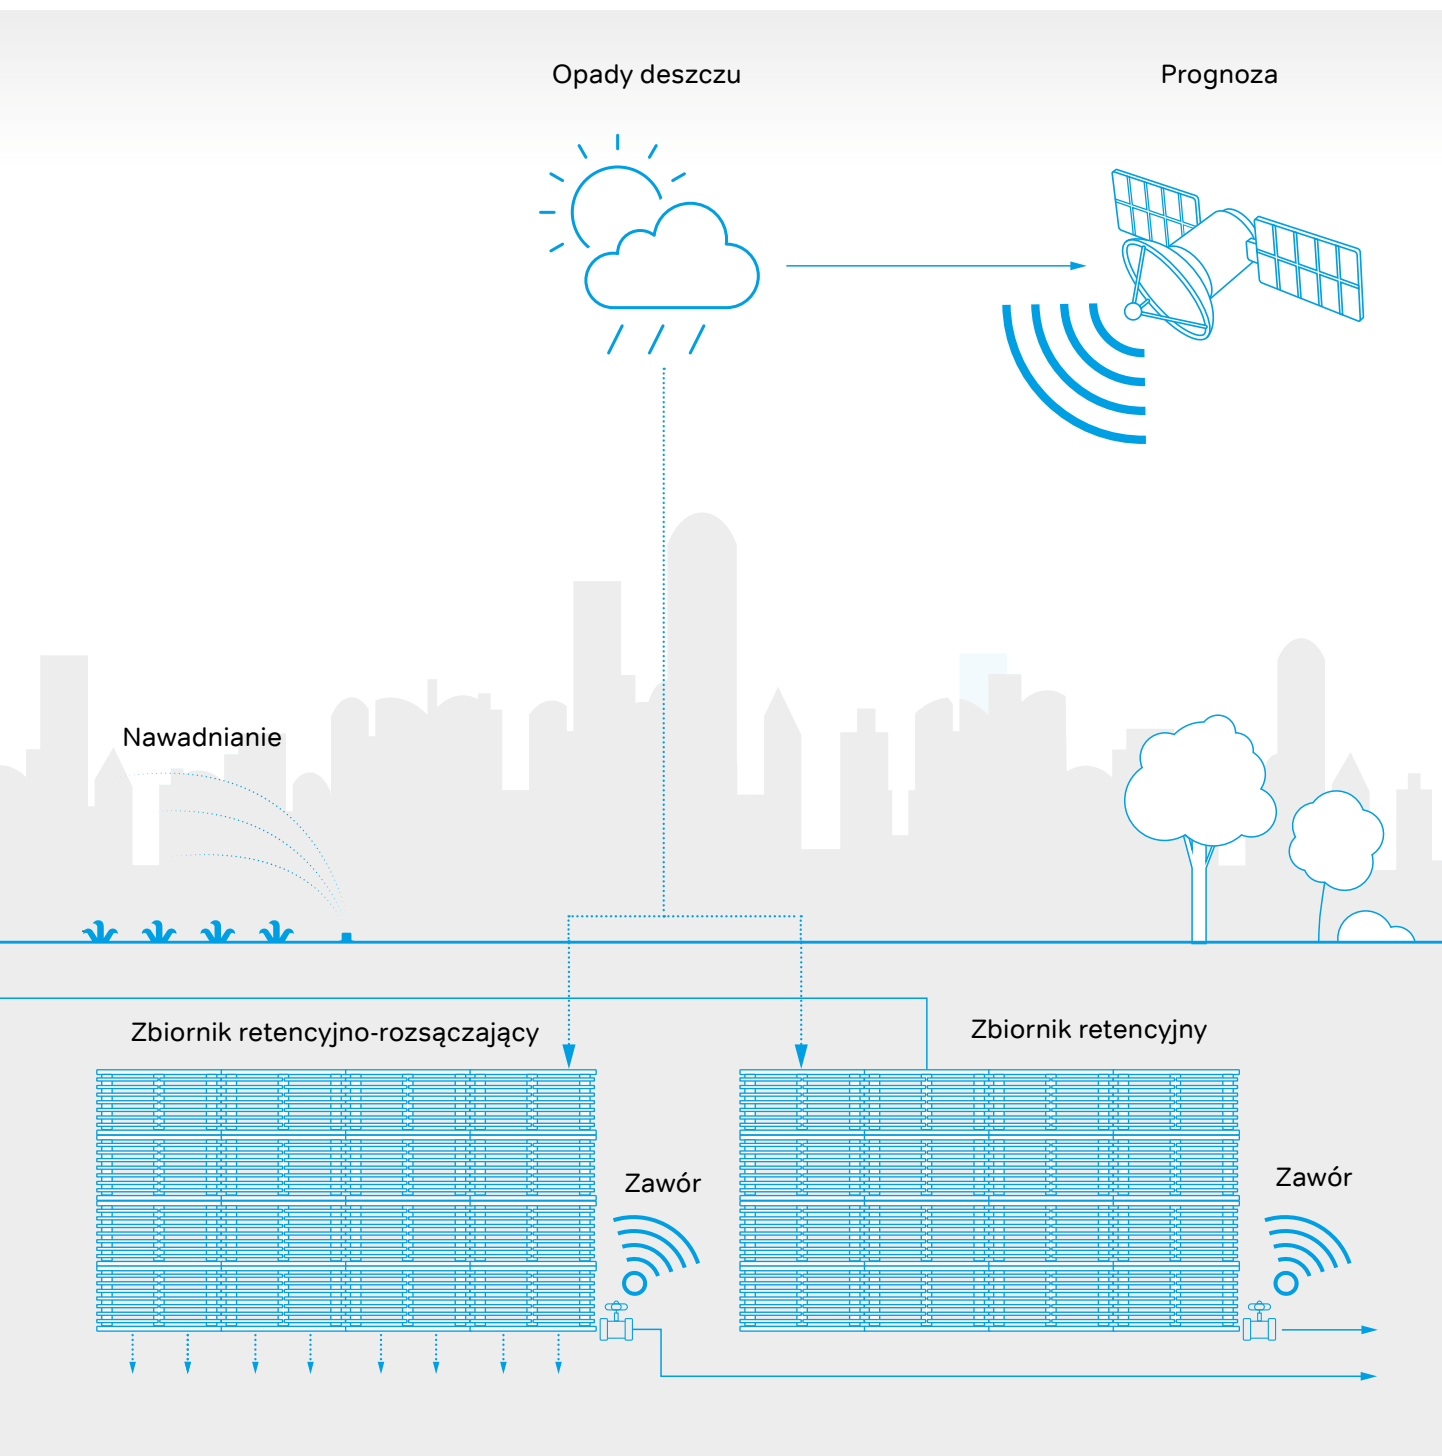 Opady deszczu
Prognoza
Nawadnianie
Zbiornik retencyjno-rozsączający
Zbiornik retencyjny
Zawór
Zawór